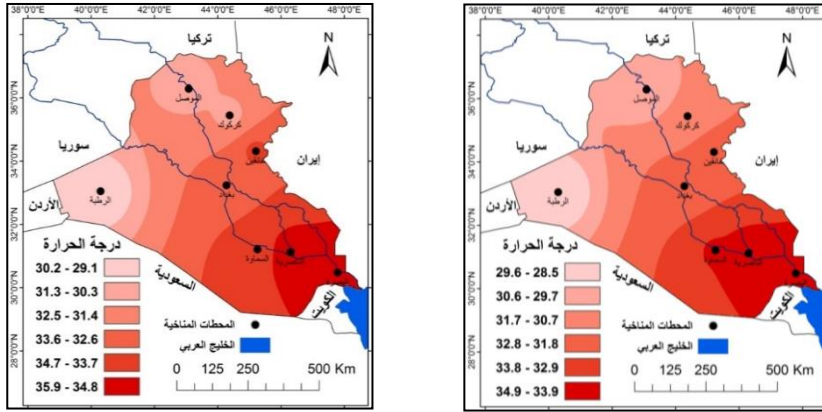 38°0'0"E 40°0'0"E 42°0'0"E 44°0'0"E 46°0'0"E 48°0'0"E
36°0'0"N
34°0'0"N
32°0'0"N
30°0'0"N
28°0'0"N
N
تركيا
سوريا
إيران
الأردن
السعودية
الكويت
الموصل
كركوك
خانقين
الرطبة
بغداد
السماوة
الناصرية
درجة الحرارة
30.2 - 29.1
31.3 - 30.3
32.5 - 31.4
33.6 - 32.6
34.7 - 33.7
35.9 - 34.8
المحطات المناخية
الخليج العربي
0 125 250 500 Km
38°0'0"E 40°0'0"E 42°0'0"E 44°0'0"E 46°0'0"E 48°0'0"E
36°0'0"N
34°0'0"N
32°0'0"N
30°0'0"N
28°0'0"N
N
تركيا
سوريا
إيران
الأردن
السعودية
الكويت
الموصل
كركوك
خانقين
الرطبة
بغداد
السماوة
الناصرية
درجة الحرارة
29.6 - 28.5
30.6 - 29.7
31.7 - 30.7
32.8 - 31.8
33.8 - 32.9
34.9 - 33.9
المحطات المناخية
الخليج العربي
0 125 250 500 Km